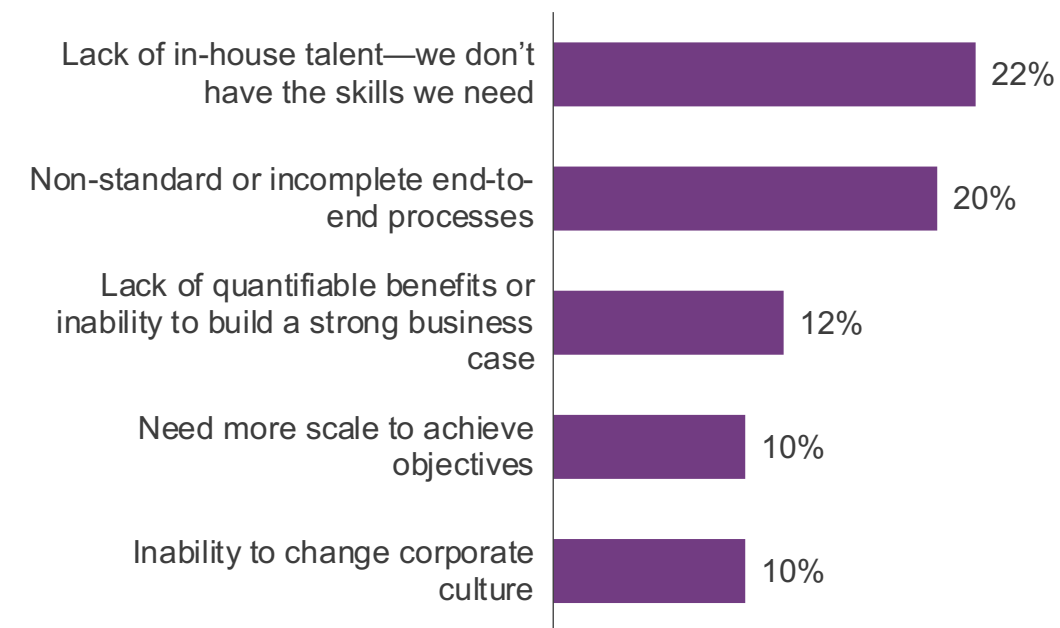 Lack of in-house talent—we don’t
have the skills we need
22%
Non-standard or incomplete end-to-
end processes
20%
Lack of quantifiable benefits or
inability to build a strong business
case
12%
Need more scale to achieve
objectives
10%
Inability to change corporate
culture
10%